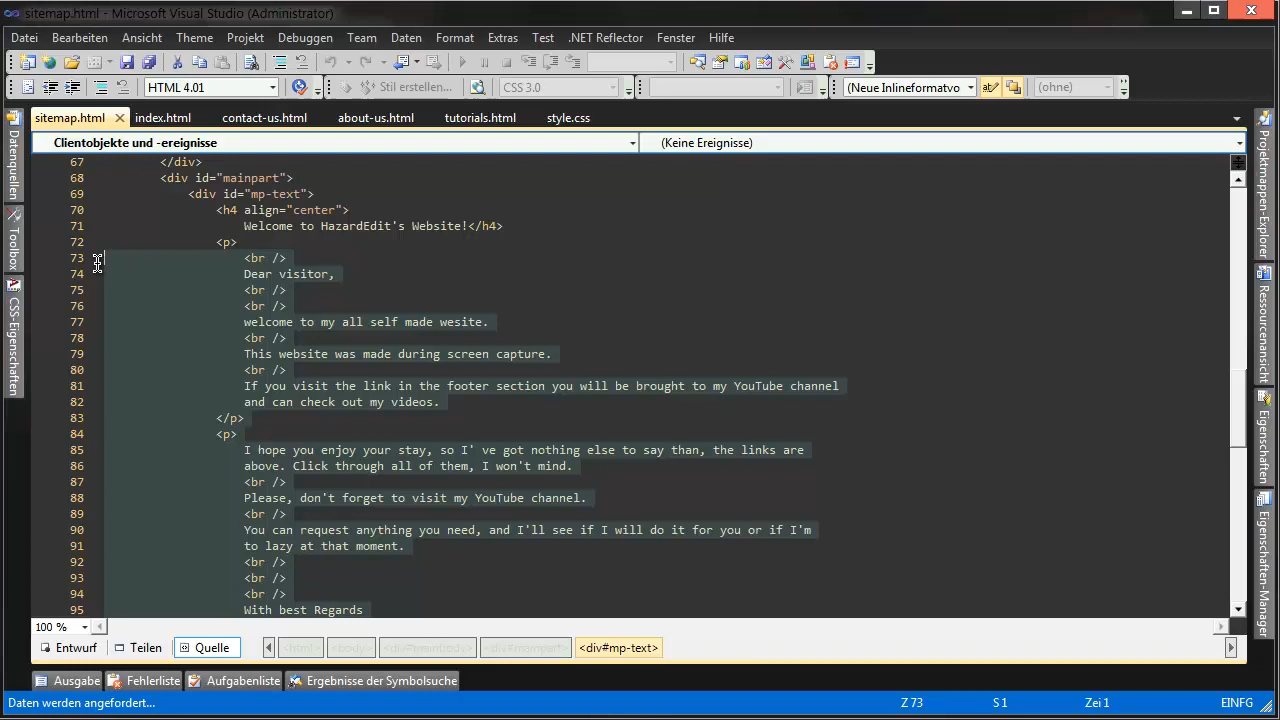 sitemap.html - Microsoft Visual Studio (Administrator)
Datei Bearbeiten Ansicht Theme Projekt Debuggen Team Daten Format Extras Test .NET Reflector Fenster Hilfe
HTML 4.01 Stil erstellen... CSS 3.0 (Neue Inlineformatvo (ohne)
sitemap.html index.html contact-us.html about-us.html tutorials.html style.css
Clientobjekte und -ereignisse (Keine Ereignisse)
67 </div>
68 <div id="mainpart">
69 <div id="mp-text">
70 <h4 align="center">
71 Welcome to HazardEdit's Website!</h4>
72 <p>
73 <br />
74 Dear visitor,
75 <br />
76 <br />
77 welcome to my all self made wesite.
78 <br />
79 This website was made during screen capture.
80 <br />
81 If you visit the link in the footer section you will be brought to my YouTube channel
82 and can check out my videos.
83 </p>
84 <p>
85 I hope you enjoy your stay, so I' ve got nothing else to say than, the links are
86 above. Click through all of them, I won't mind.
87 <br />
88 Please, don't forget to visit my YouTube channel.
89 <br />
90 You can request anything you need, and I'll see if I will do it for you or if I'm
91 to lazy at that moment.
92 <br />
93 <br />
94 <br />
95 With best Regards
Datenquellen
Toolbox
CSS-Eigenschaften
Projektmappen-Explorer
Ressourcenansicht
Eigenschaften
Eigenschaften-Manager
100 %
Entwurf Teilen Quelle <html> <body> <div#mainbody> <div#mainpart> <div#mp-text>
Ausgabe Fehlerliste Aufgabenliste Ergebnisse der Symbolsuche
Daten werden angefordert... Z 73 S 1 Zei 1 EINFG